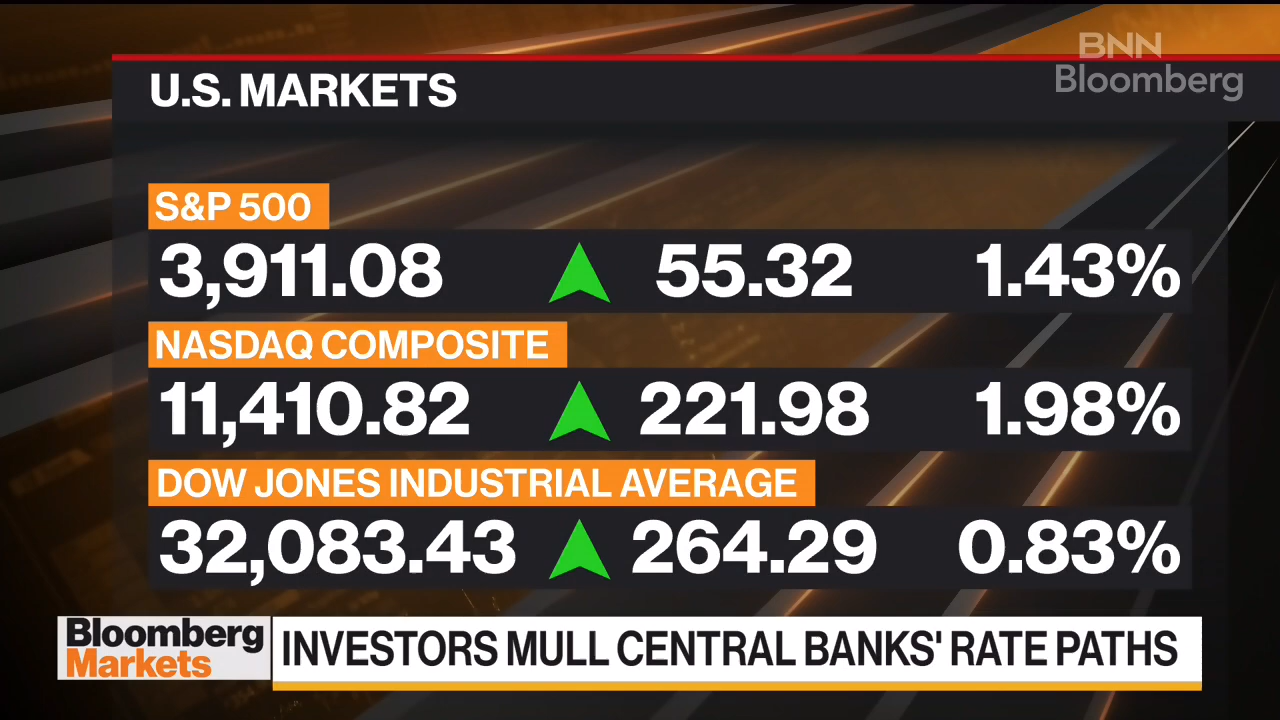 BNN
Bloomberg
U.S. MARKETS
S&P 500
3,911.08 55.32 1.43%
NASDAQ COMPOSITE
11,410.82 221.98 1.98%
DOW JONES INDUSTRIAL AVERAGE
32,083.43 264.29 0.83%
Bloomberg
Markets
INVESTORS MULL CENTRAL BANKS' RATE PATHS